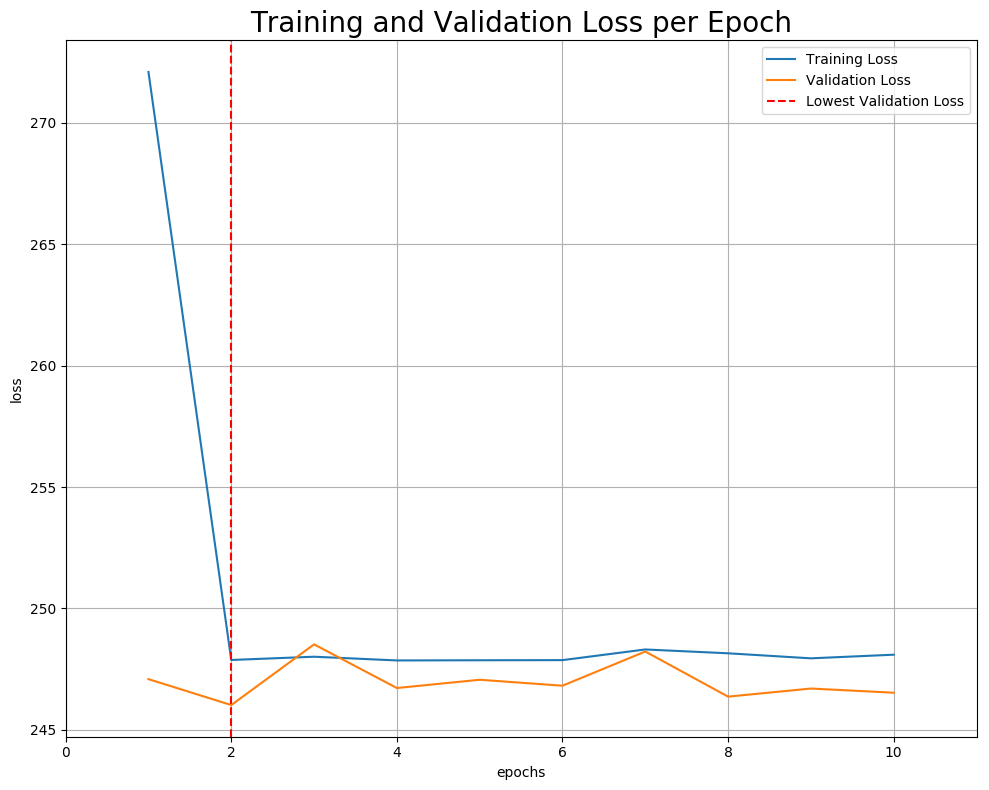 Training and Validation Loss per Epoch
Training Loss
Validation Loss
Lowest Validation Loss
270
265
260
255
250
245
loss
0 2 4 6 8 10
epochs